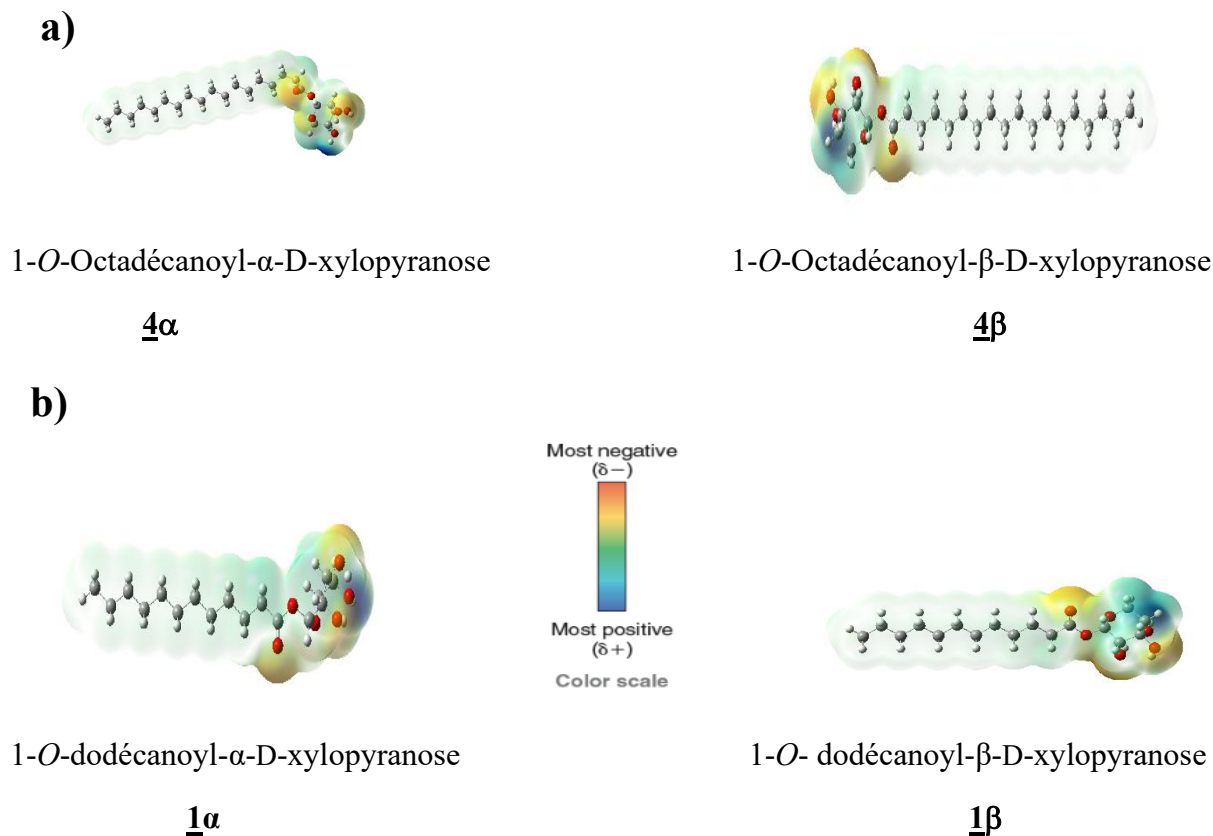 a)
1-O-Octadécanoyl-α-D-xylopyranose
1-O-Octadécanoyl-β-D-xylopyranose
4α
4β
b)
Most negative
(δ−)
Most positive
(δ+)
Color scale
1-O-dodécanoyl-α-D-xylopyranose
1-O- dodécanoyl-β-D-xylopyranose
1α
1β